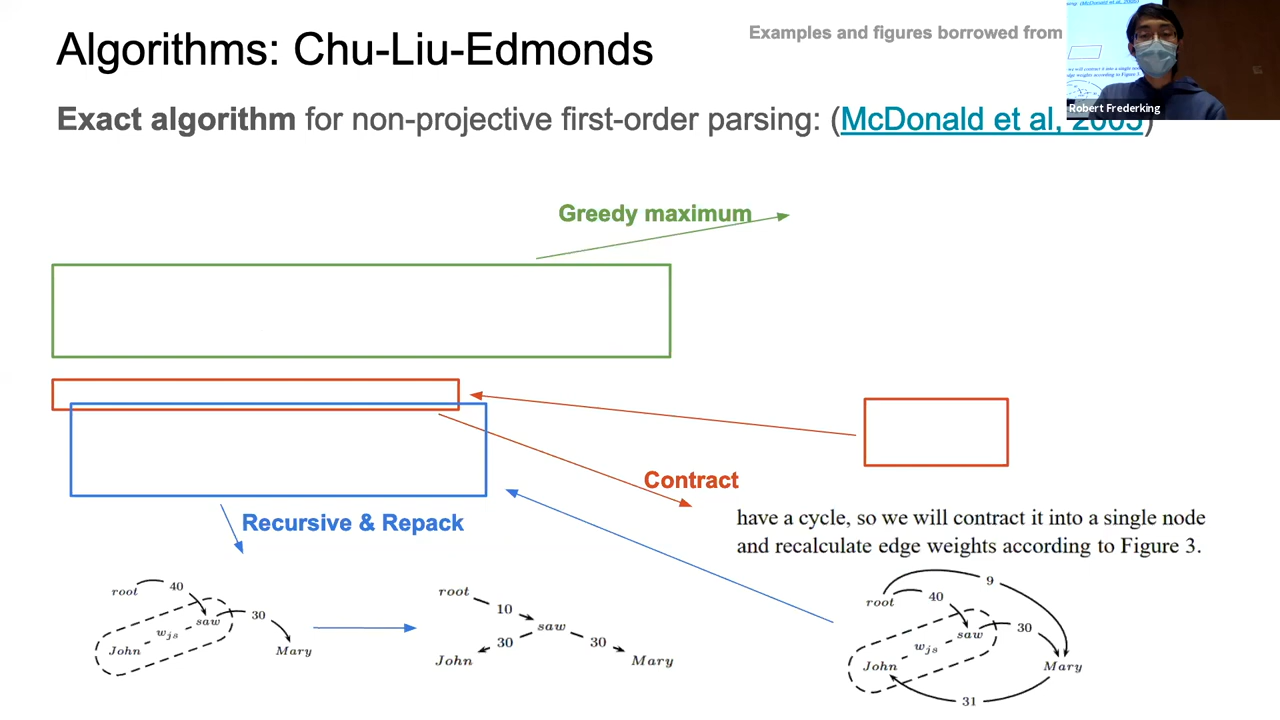 Algorithms: Chu-Liu-Edmonds
Examples and figures borrowed from
Robert Frederking
Exact algorithm for non-projective first-order parsing: (McDonald et al, 2005)
Greedy maximum
Contract
have a cycle, so we will contract it into a single node
and recalculate edge weights according to Figure 3.
Recursive & Repack
root 40 saw 30 w_js John Mary
root 10 saw 30 30 John Mary
9 root 40 saw 30 w_js John Mary 31